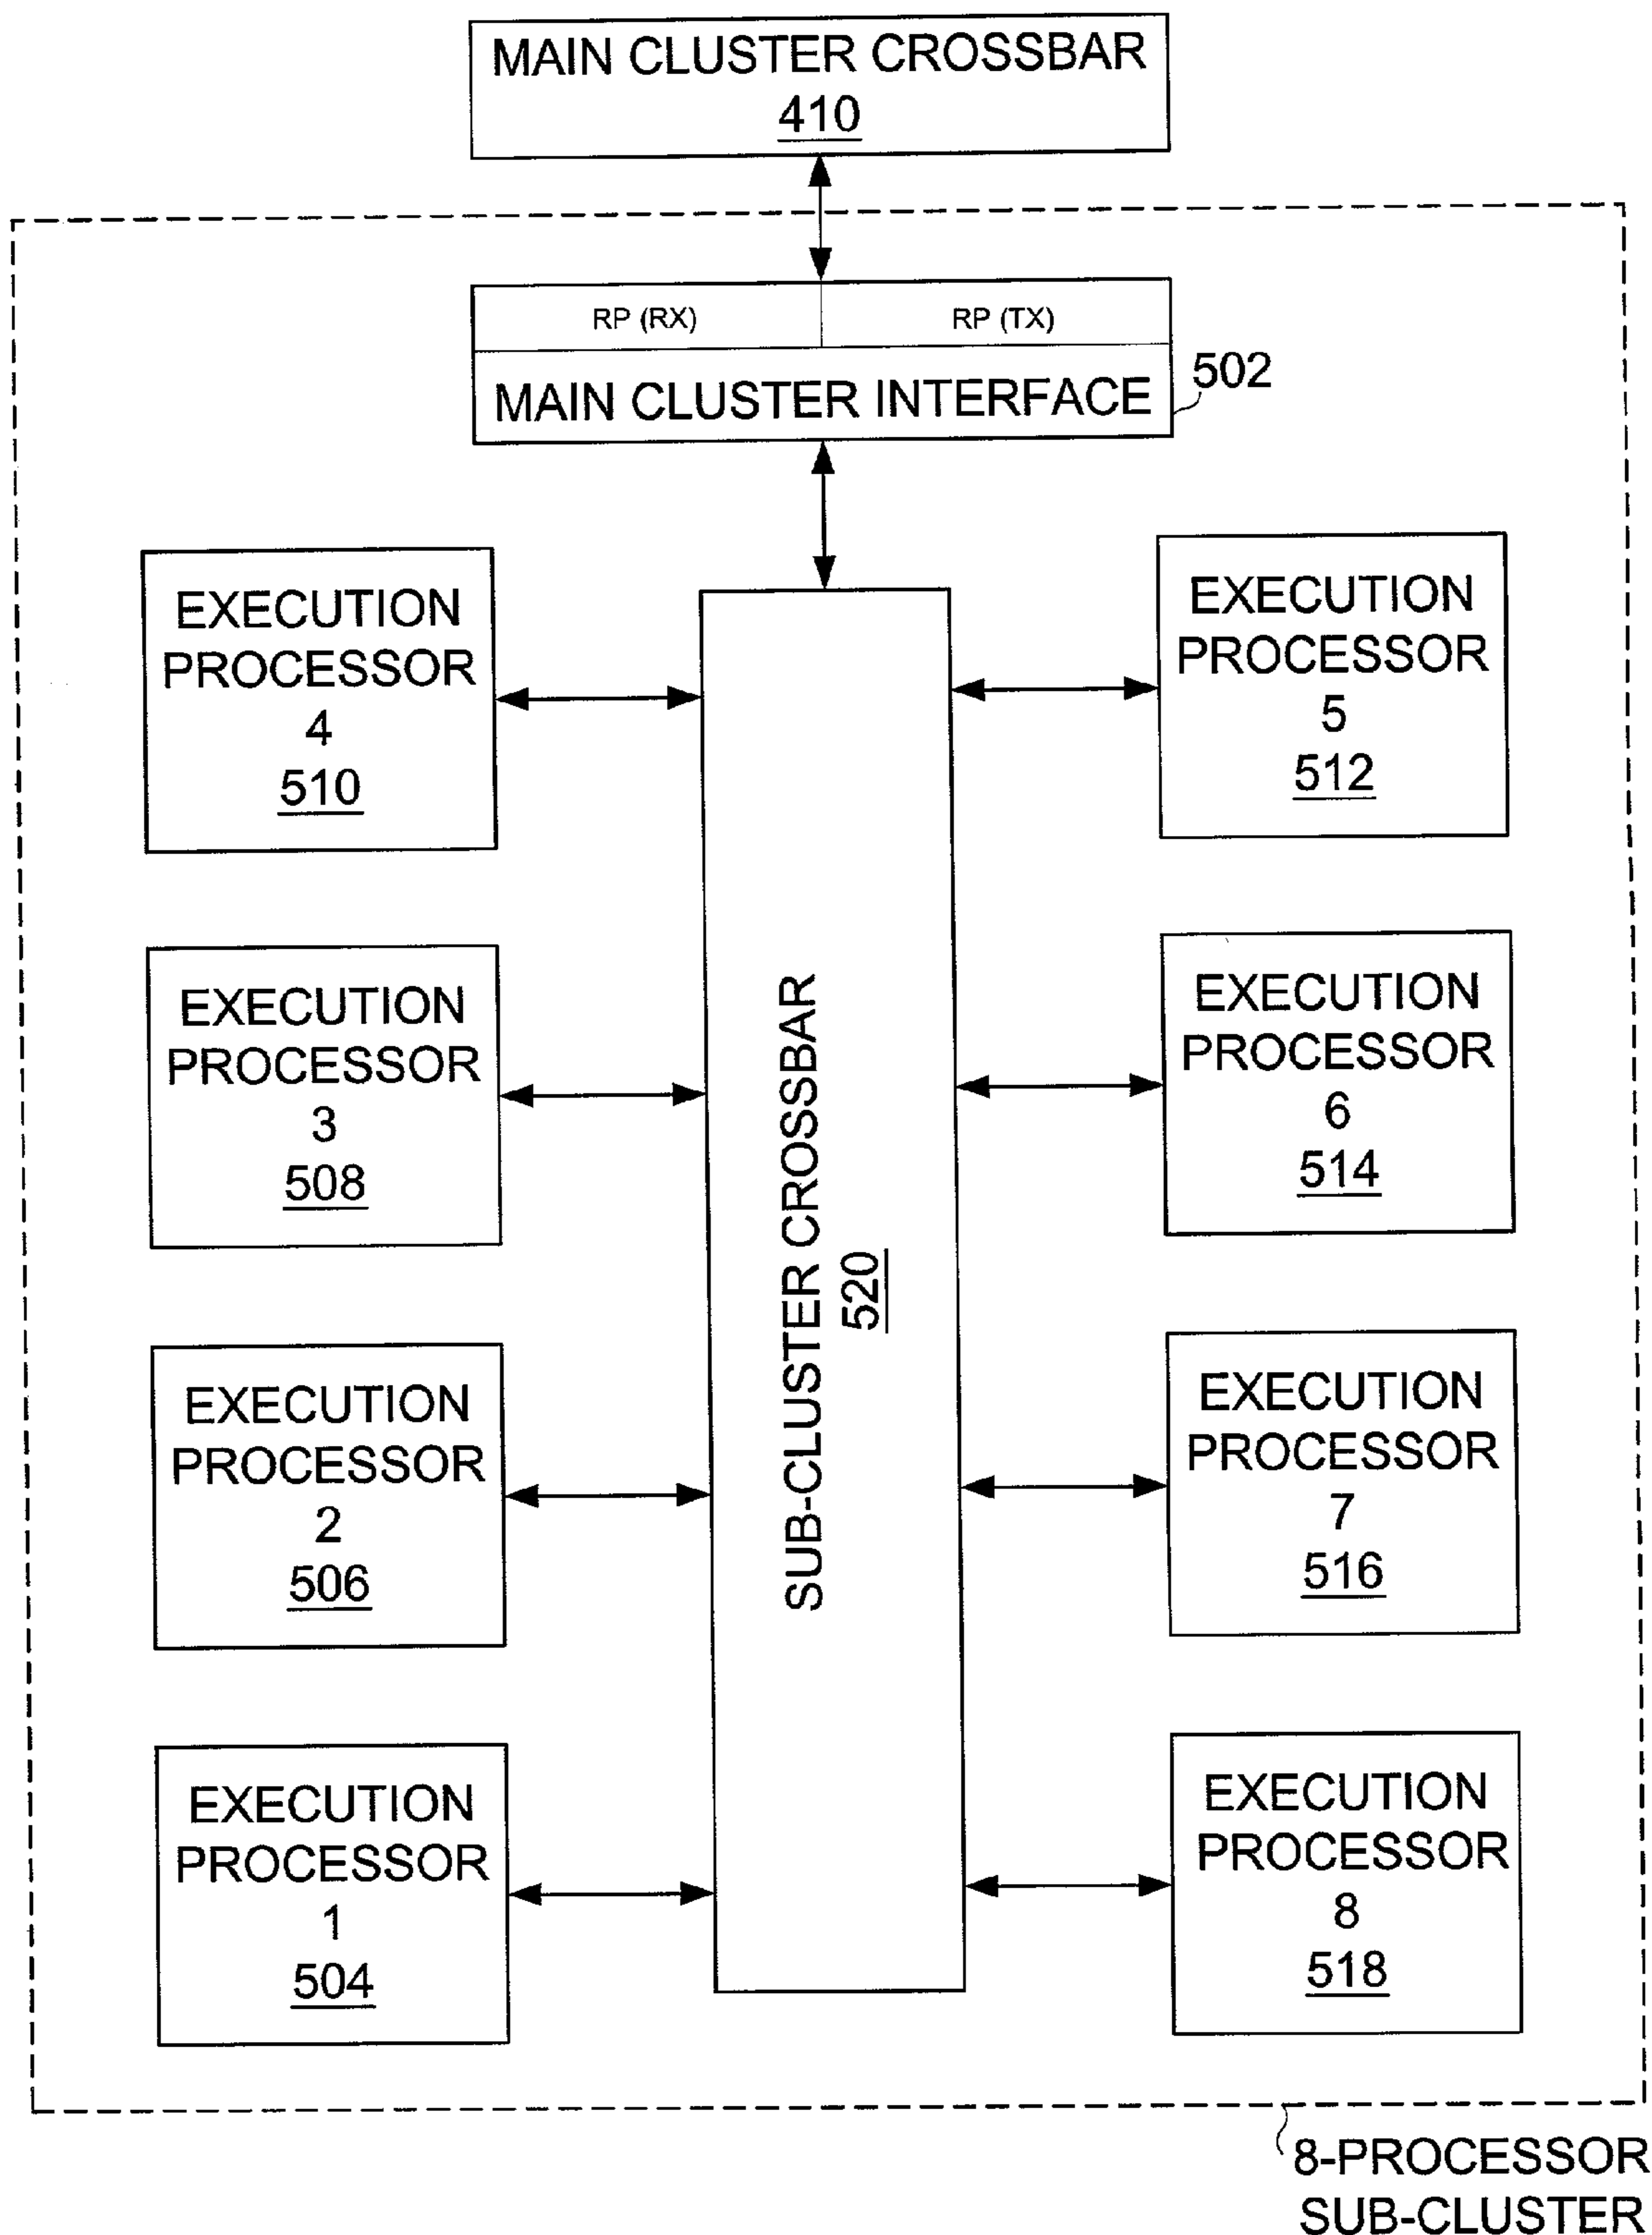 MAIN CLUSTER CROSSBAR
410
RP (RX)
RP (TX)
MAIN CLUSTER INTERFACE
502
EXECUTION
PROCESSOR
4
510
EXECUTION
PROCESSOR
5
512
EXECUTION
PROCESSOR
3
508
EXECUTION
PROCESSOR
6
514
SUB-CLUSTER CROSSBAR
520
EXECUTION
PROCESSOR
2
506
EXECUTION
PROCESSOR
7
516
EXECUTION
PROCESSOR
1
504
EXECUTION
PROCESSOR
8
518
8-PROCESSOR
SUB-CLUSTER